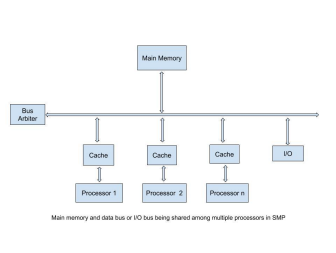 Main Memory
Bus
Arbiter
Cache
Cache
Cache
I/O
Processor 1
Processor 2
Processor n
Main memory and data bus or I/O bus being shared among multiple processors in SMP